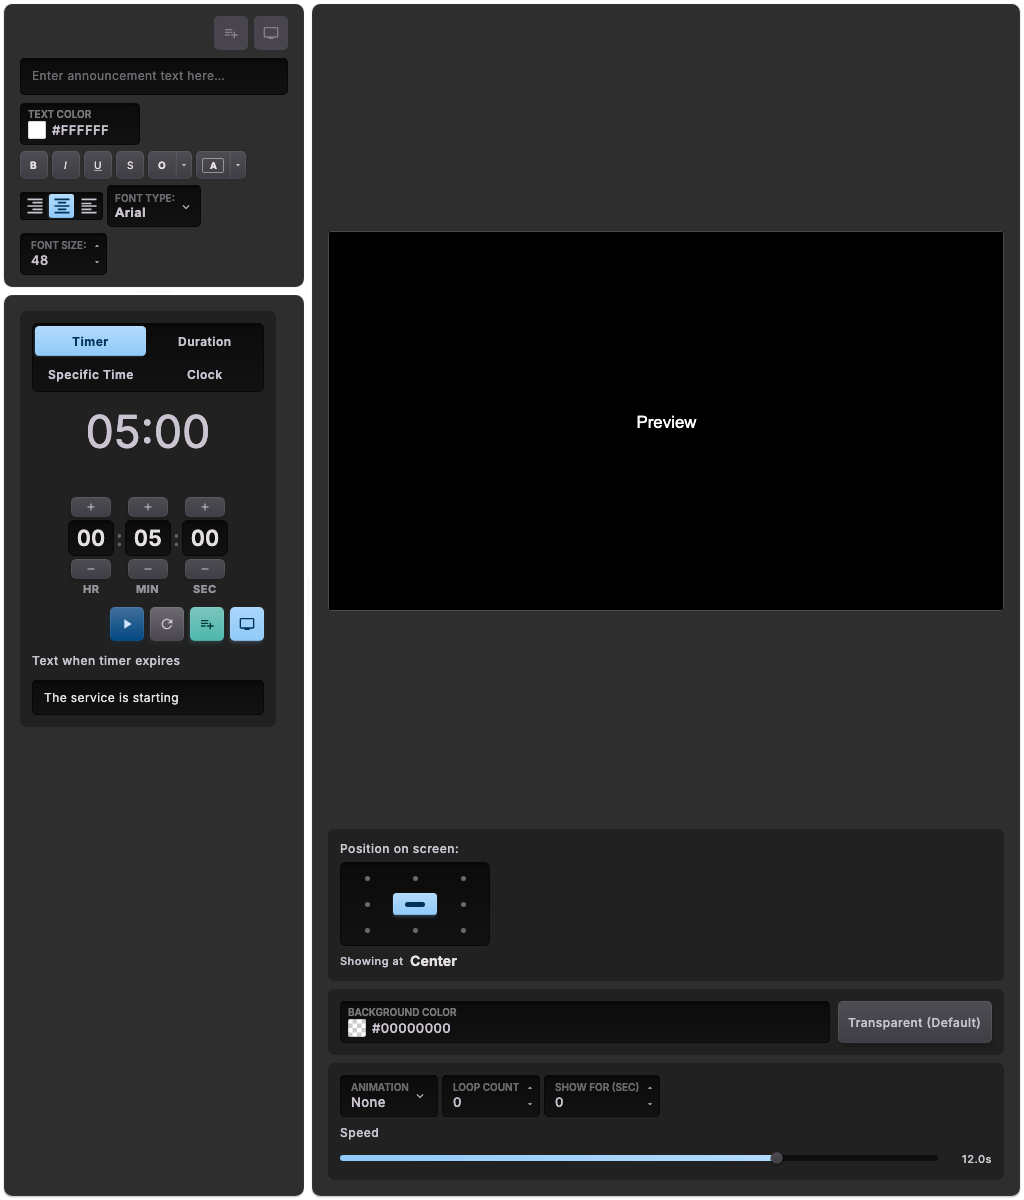 Enter announcement text here...
TEXT COLOR
#FFFFFF
B I U S O A
FONT TYPE:
Arial
FONT SIZE:
48
Timer Duration
Specific Time Clock
05:00
+ + +
00 : 05 : 00
− − −
HR MIN SEC
Text when timer expires
The service is starting
Preview
Position on screen:
Showing at Center
BACKGROUND COLOR
#00000000
Transparent (Default)
ANIMATION
None
LOOP COUNT
0
SHOW FOR (SEC)
0
Speed
12.0s